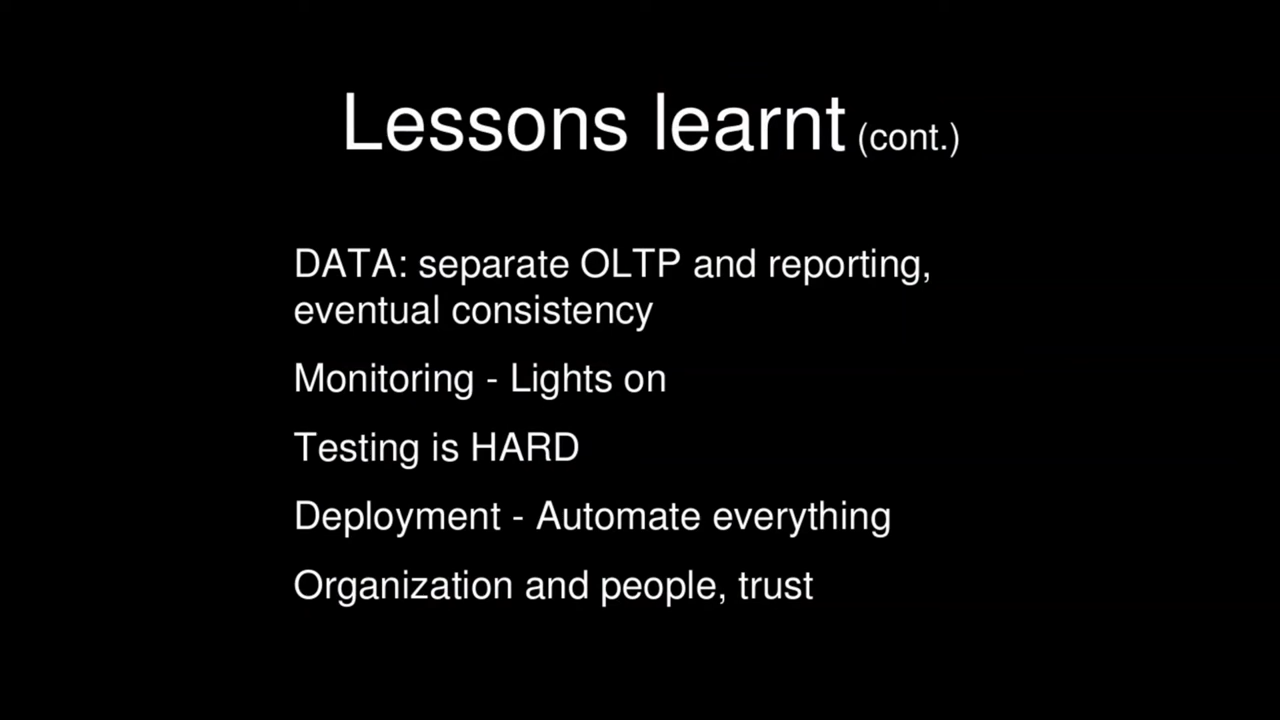 Lessons learnt (cont.)
DATA: separate OLTP and reporting,
eventual consistency
Monitoring - Lights on
Testing is HARD
Deployment - Automate everything
Organization and people, trust